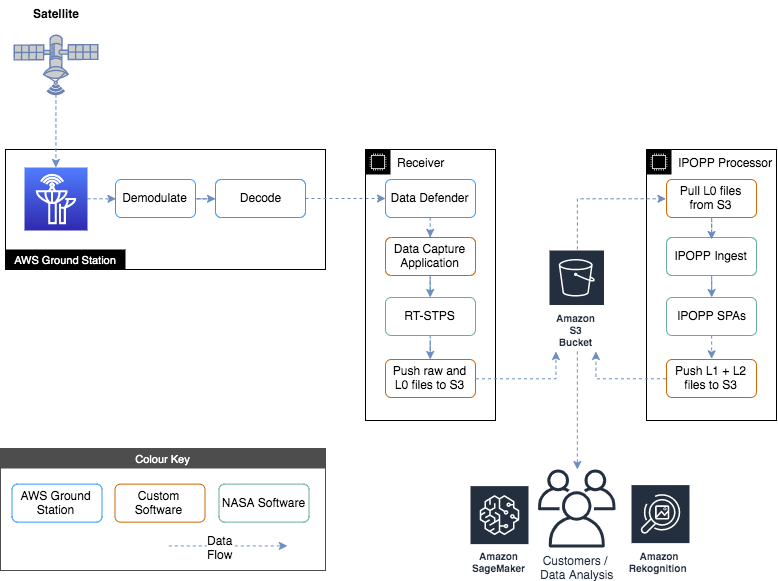 Satellite
AWS Ground Station
Demodulate
Decode
Receiver
Data Defender
Data Capture
Application
RT-STPS
Push raw and
L0 files to S3
Amazon
S3
Bucket
IPOPP Processor
Pull L0 files
from S3
IPOPP Ingest
IPOPP SPAs
Push L1 + L2
files to S3
Colour Key
AWS Ground
Station
Custom
Software
NASA Software
Data
Flow
Amazon
SageMaker
Customers /
Data Analysis
Amazon
Rekognition